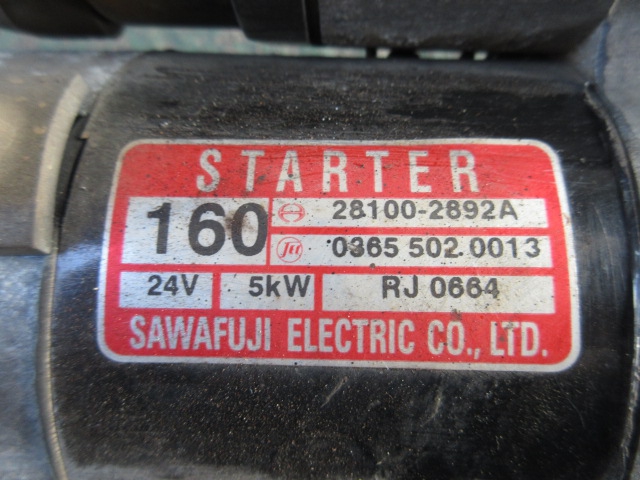 STARTER
160 28100-2892A
0365 502 0013
24V 5kW RJ 0664
SAWAFUJI ELECTRIC CO., LTD.